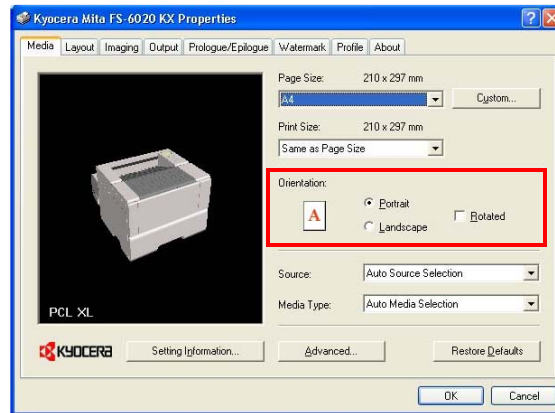 Kyocera Mita FS-6020 KX Properties
Media Layout Imaging Output Prologue/Epilogue Watermark Profile About
Page Size: 210 x 297 mm
A4 Custom...
Print Size: 210 x 297 mm
Same as Page Size
Orientation:
A Portrait
Landscape Rotated
Source: Auto Source Selection
Media Type: Auto Media Selection
PCL XL
KYOCERA Setting Information... Advanced... Restore Defaults
OK Cancel